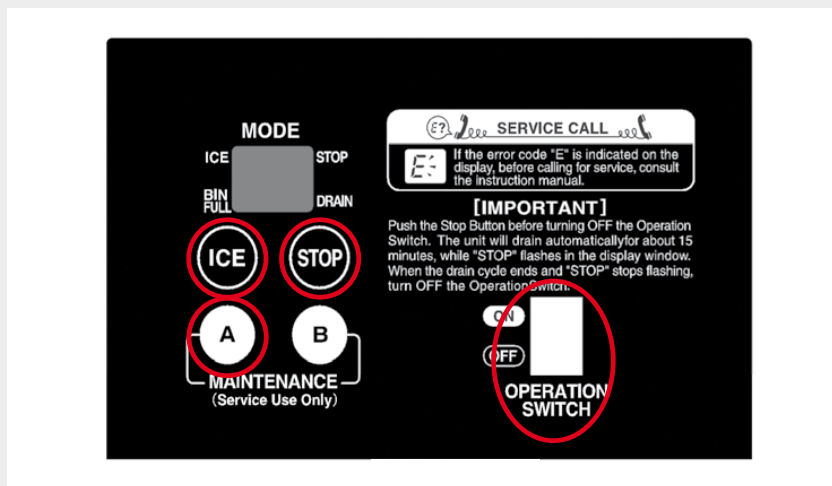 MODE
ICE
STOP
BIN
FULL
DRAIN
ICE
STOP
A
B
MAINTENANCE
(Service Use Only)
E?
SERVICE CALL
E
If the error code "E" is indicated on the
display, before calling for service, consult
the instruction manual.
[IMPORTANT]
Push the Stop Button before turning OFF the Operation
Switch. The unit will drain automaticallyfor about 15
minutes, while "STOP" flashes in the display window.
When the drain cycle ends and "STOP" stops flashing,
turn OFF the OperationSwitch.
ON
OFF
OPERATION
SWITCH